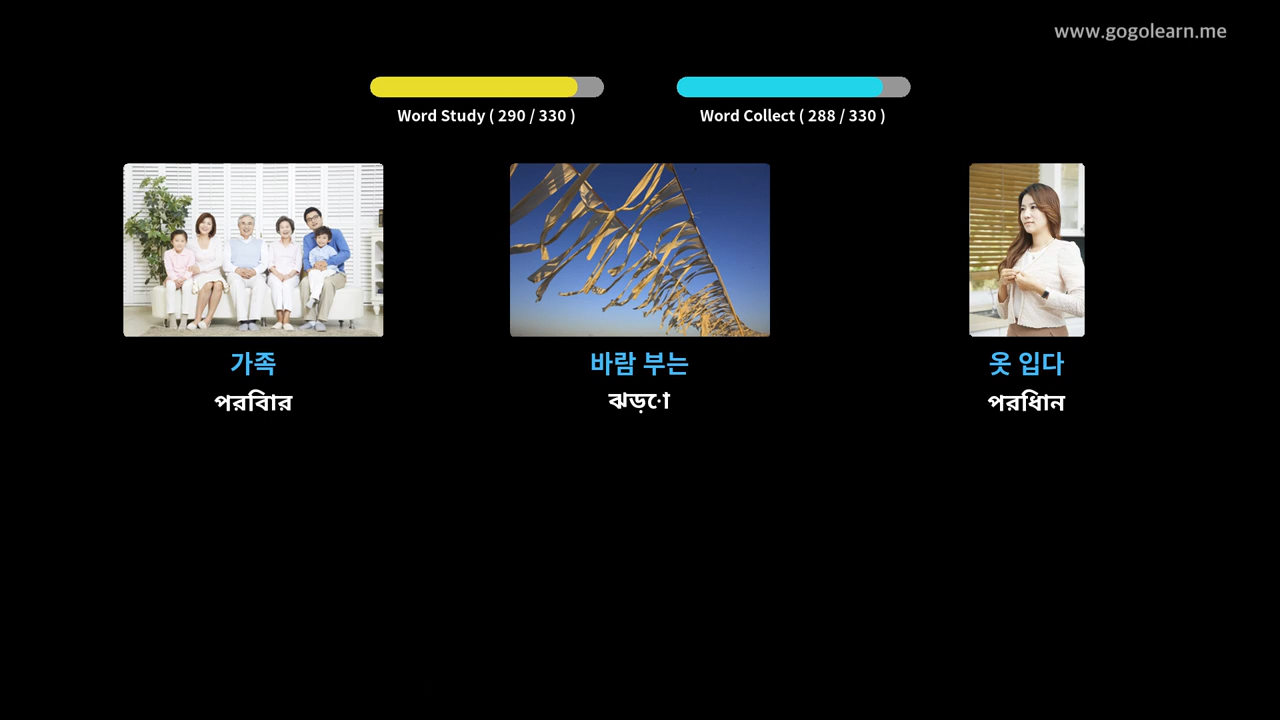 www.gogolearn.me
Word Study ( 290 / 330 )
Word Collect ( 288 / 330 )
가족
바람 부는
옷 입다
পরিবার
ঝড়ো
পরিধান